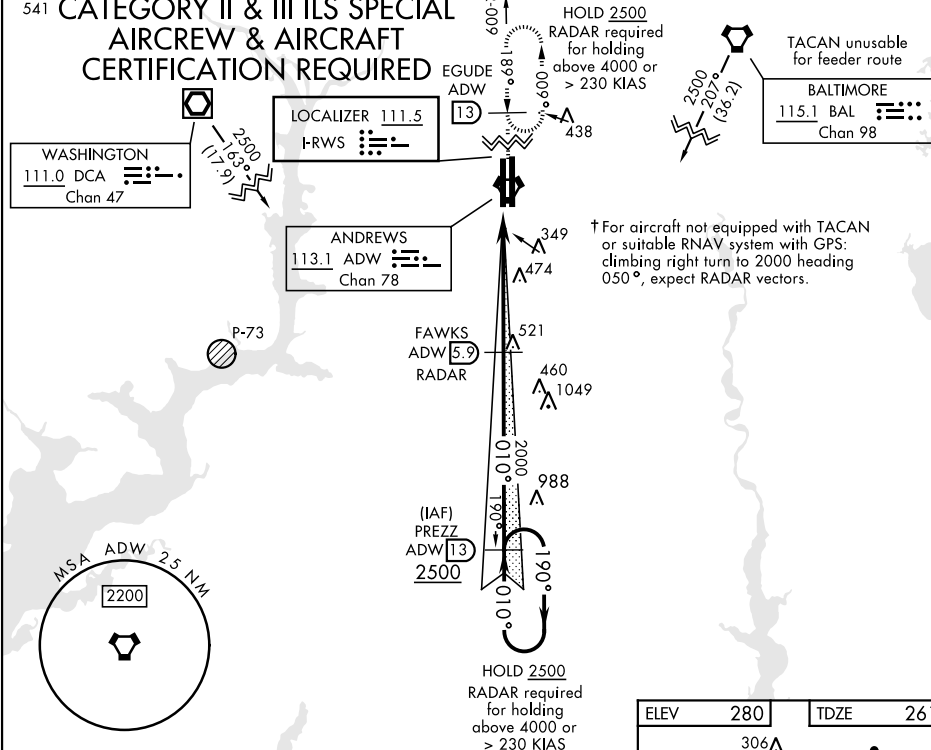 541 CATEGORY II & III ILS SPECIAL
AIRCREW & AIRCRAFT
CERTIFICATION REQUIRED
-009
189°
009°
EGUDE
ADW
13
HOLD 2500
RADAR required
for holding
above 4000 or
> 230 KIAS
438
TACAN unusable
for feeder route
2500
207°
(36.2)
BALTIMORE
115.1 BAL
Chan 98
LOCALIZER 111.5
I-RWS
WASHINGTON
111.0 DCA
Chan 47
2500
163°
(17.9)
ANDREWS
113.1 ADW
Chan 78
349
474
† For aircraft not equipped with TACAN
or suitable RNAV system with GPS:
climbing right turn to 2000 heading
050°, expect RADAR vectors.
P-73
FAWKS
ADW 5.9
RADAR
521
460
1049
010°
2000
988
190°
(IAF)
PREZZ
ADW 13
2500
190°
010°
MSA ADW 25 NM
2200
HOLD 2500
RADAR required
for holding
above 4000 or
> 230 KIAS
ELEV 280
TDZE 26
306